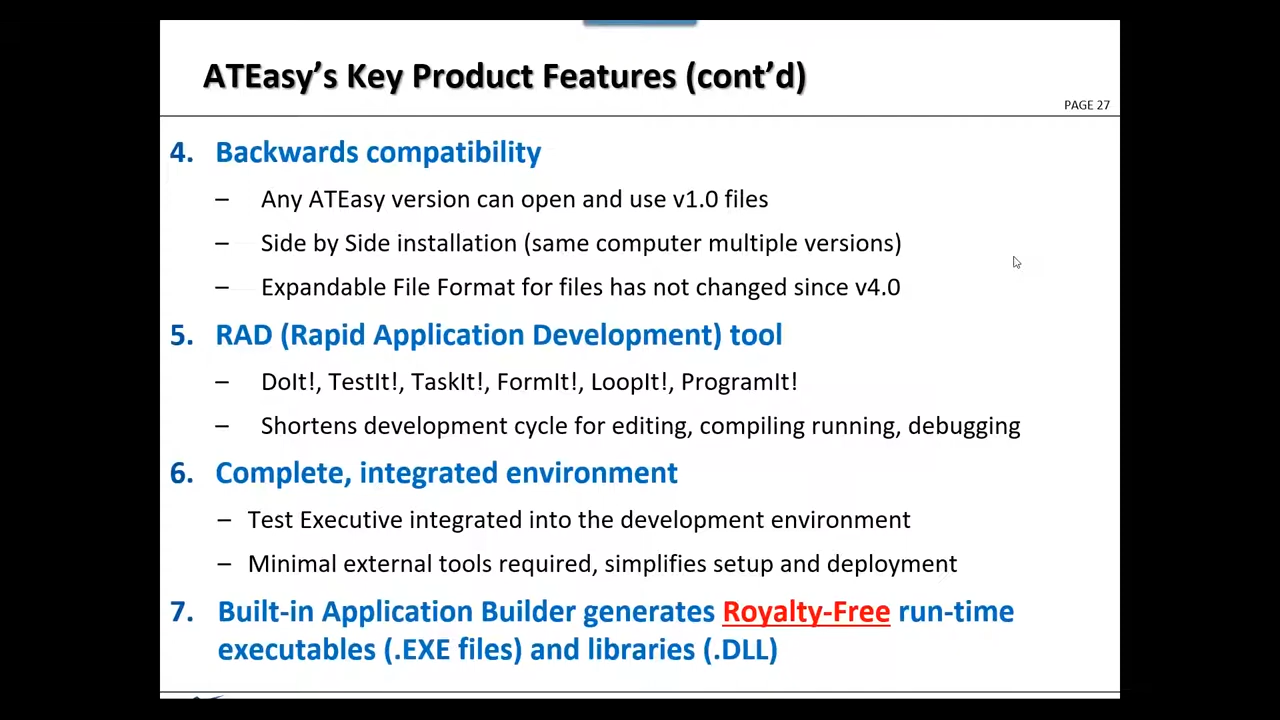 ATEasy’s Key Product Features (cont’d)
PAGE 27
4. Backwards compatibility
– Any ATEasy version can open and use v1.0 files
– Side by Side installation (same computer multiple versions)
– Expandable File Format for files has not changed since v4.0
5. RAD (Rapid Application Development) tool
– DoIt!, TestIt!, TaskIt!, FormIt!, LoopIt!, ProgramIt!
– Shortens development cycle for editing, compiling running, debugging
6. Complete, integrated environment
– Test Executive integrated into the development environment
– Minimal external tools required, simplifies setup and deployment
7. Built-in Application Builder generates Royalty-Free run-time
executables (.EXE files) and libraries (.DLL)